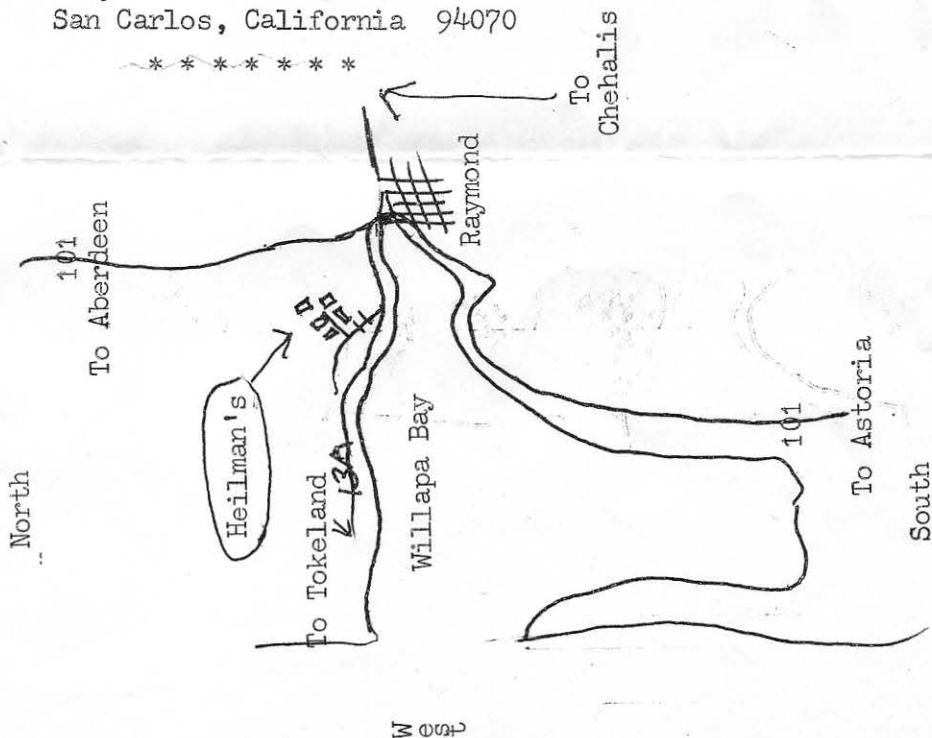 San Carlos, California 94070
* * * * * * *
To
Chehalis
101
To Aberdeen
Raymond
North
Heilman's
To Tokeland
13A
Willapa Bay
101
To Astoria
South
West